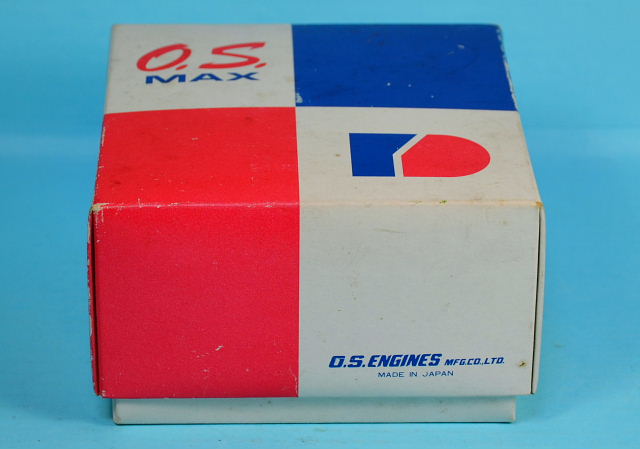 O.S.
MAX
O.S.ENGINES MFG.CO.,LTD.
MADE IN JAPAN